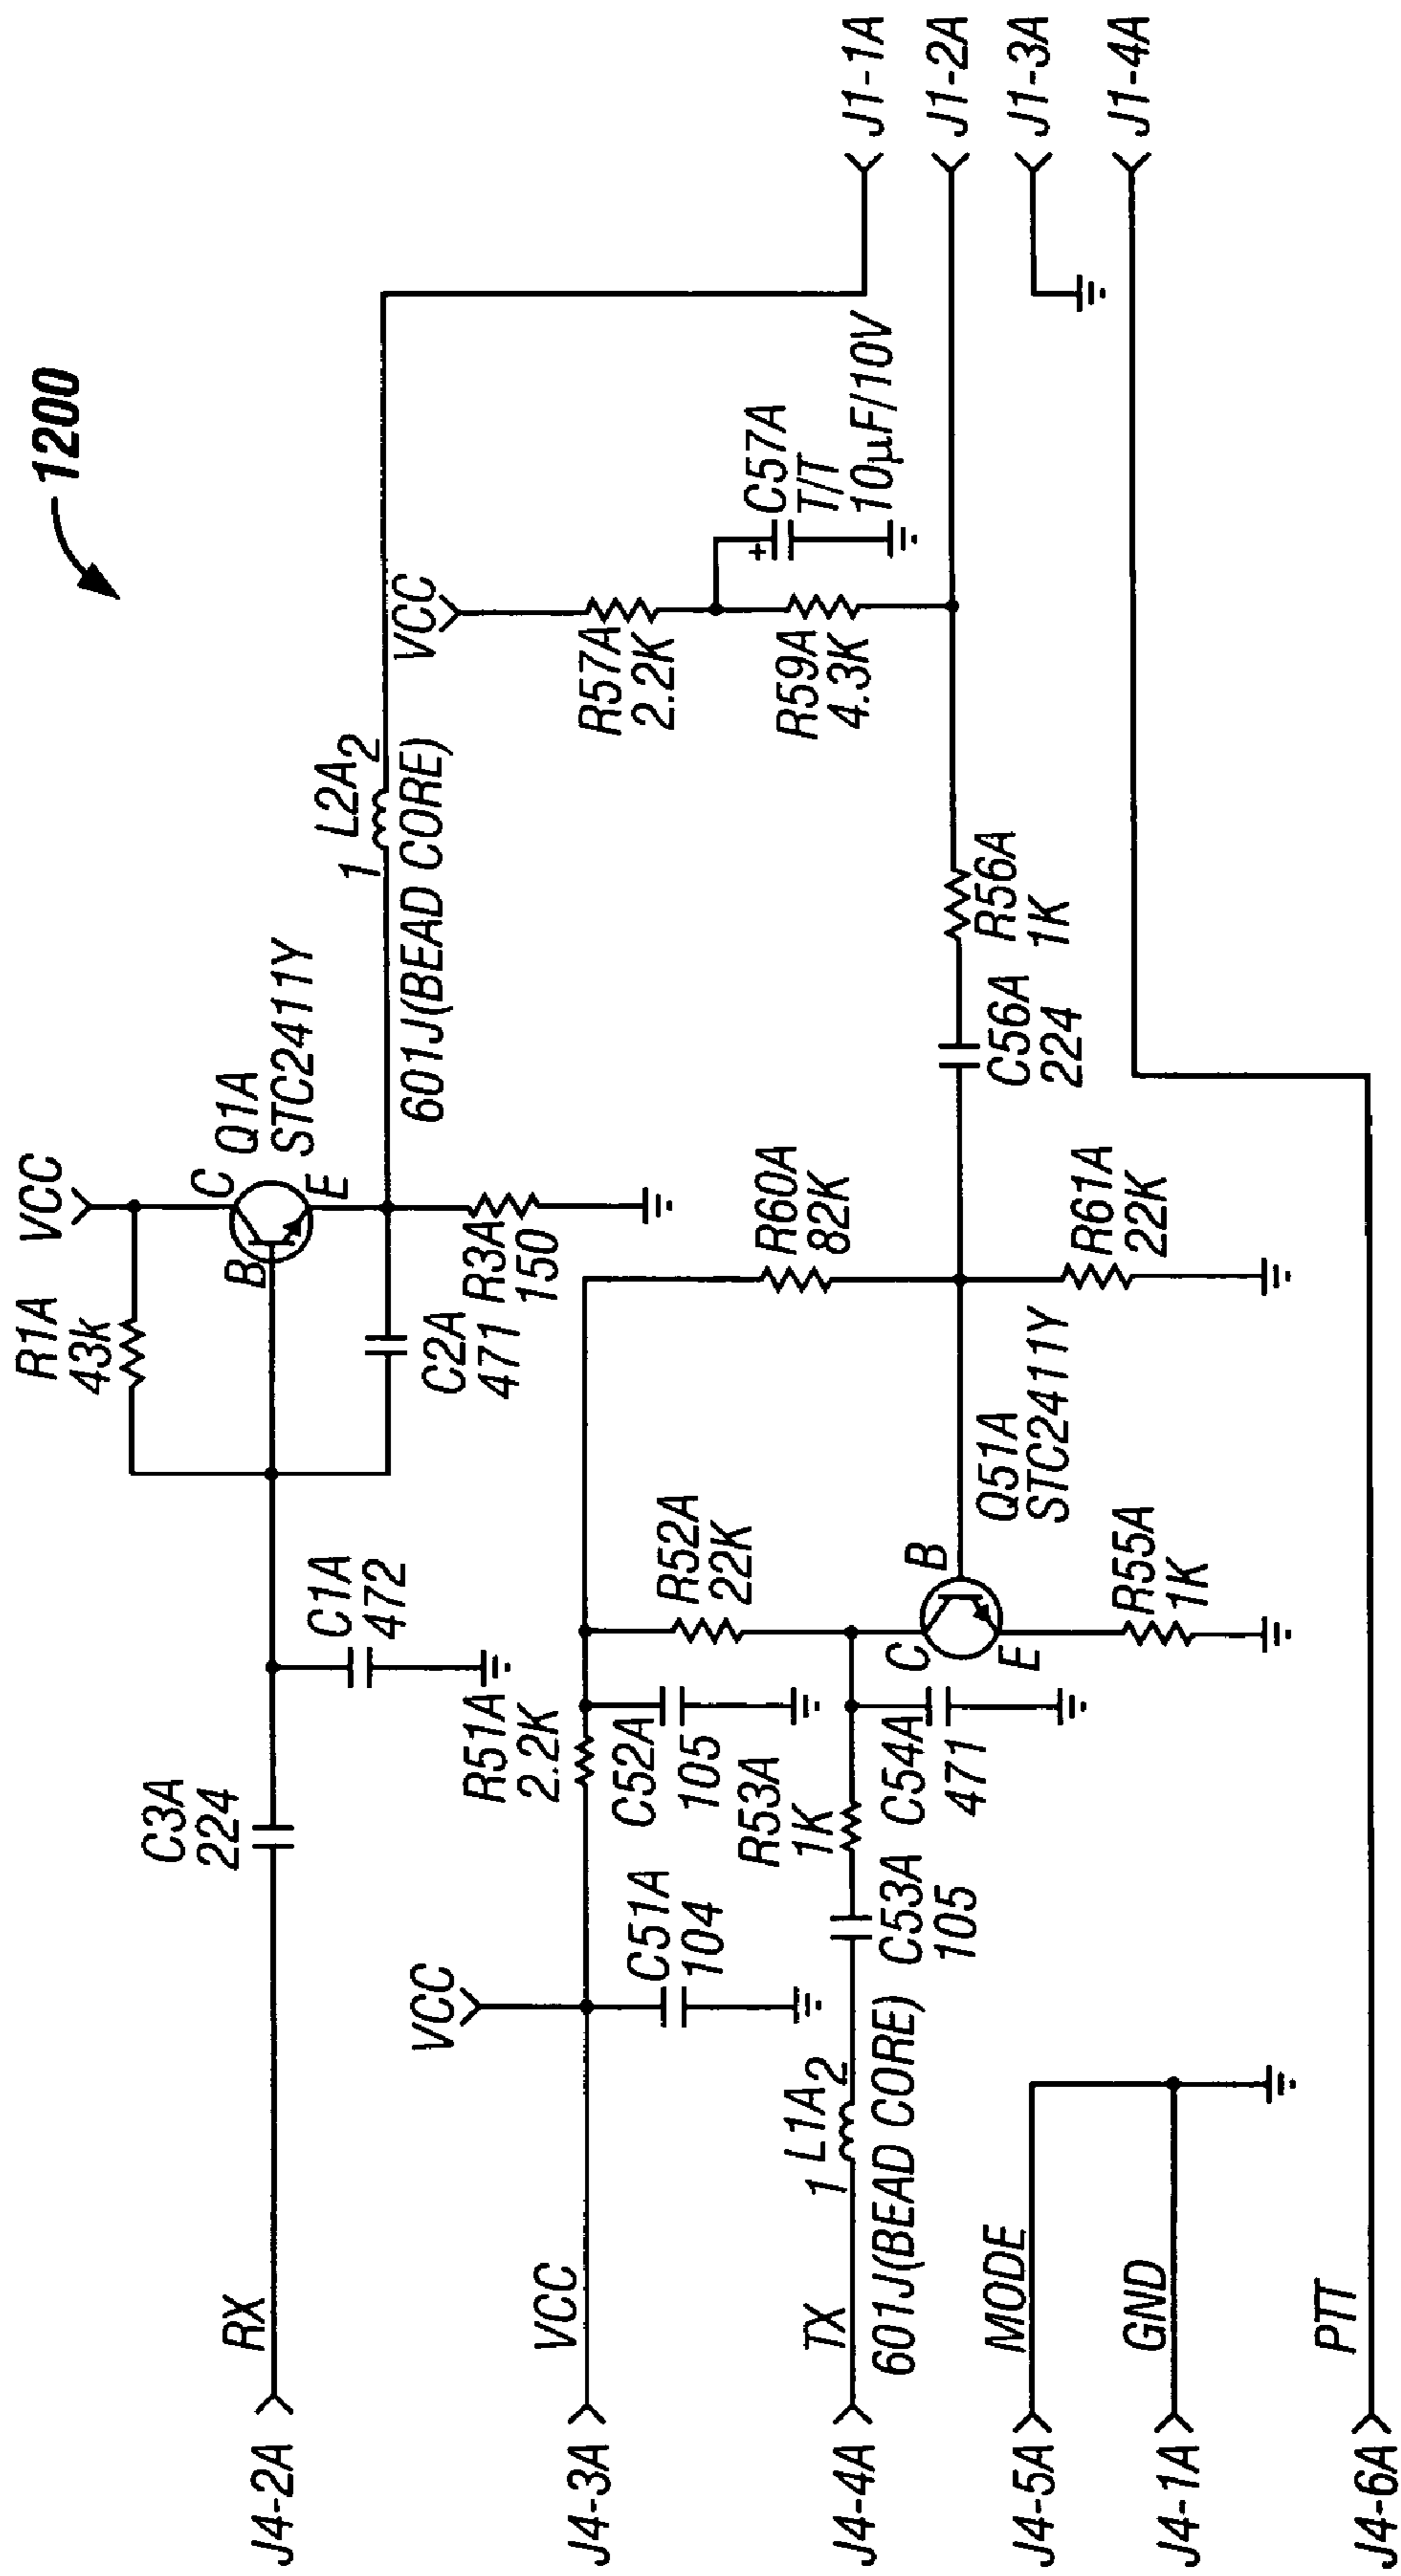 1200
VCC
R1A
43k
C
Q1A
STC2411Y
B
E
1
L2A
2
601J(BEAD CORE)
J4-2A
RX
C3A
224
C1A
472
C2A
471
R3A
150
VCC
R57A
2.2K
C57A
T/T
10µF/10V
+
R59A
4.3K
J1-1A
J1-2A
J1-3A
J1-4A
J4-3A
VCC
VCC
C51A
104
R51A
2.2K
C52A
105
R52A
22K
R60A
82K
R61A
22K
C56A
224
R56A
1K
J4-4A
TX
1
L1A
2
601J(BEAD CORE)
C53A
105
R53A
1K
C54A
471
C
B
E
Q51A
STC2411Y
R55A
1K
J4-5A
MODE
J4-1A
GND
J4-6A
PTT